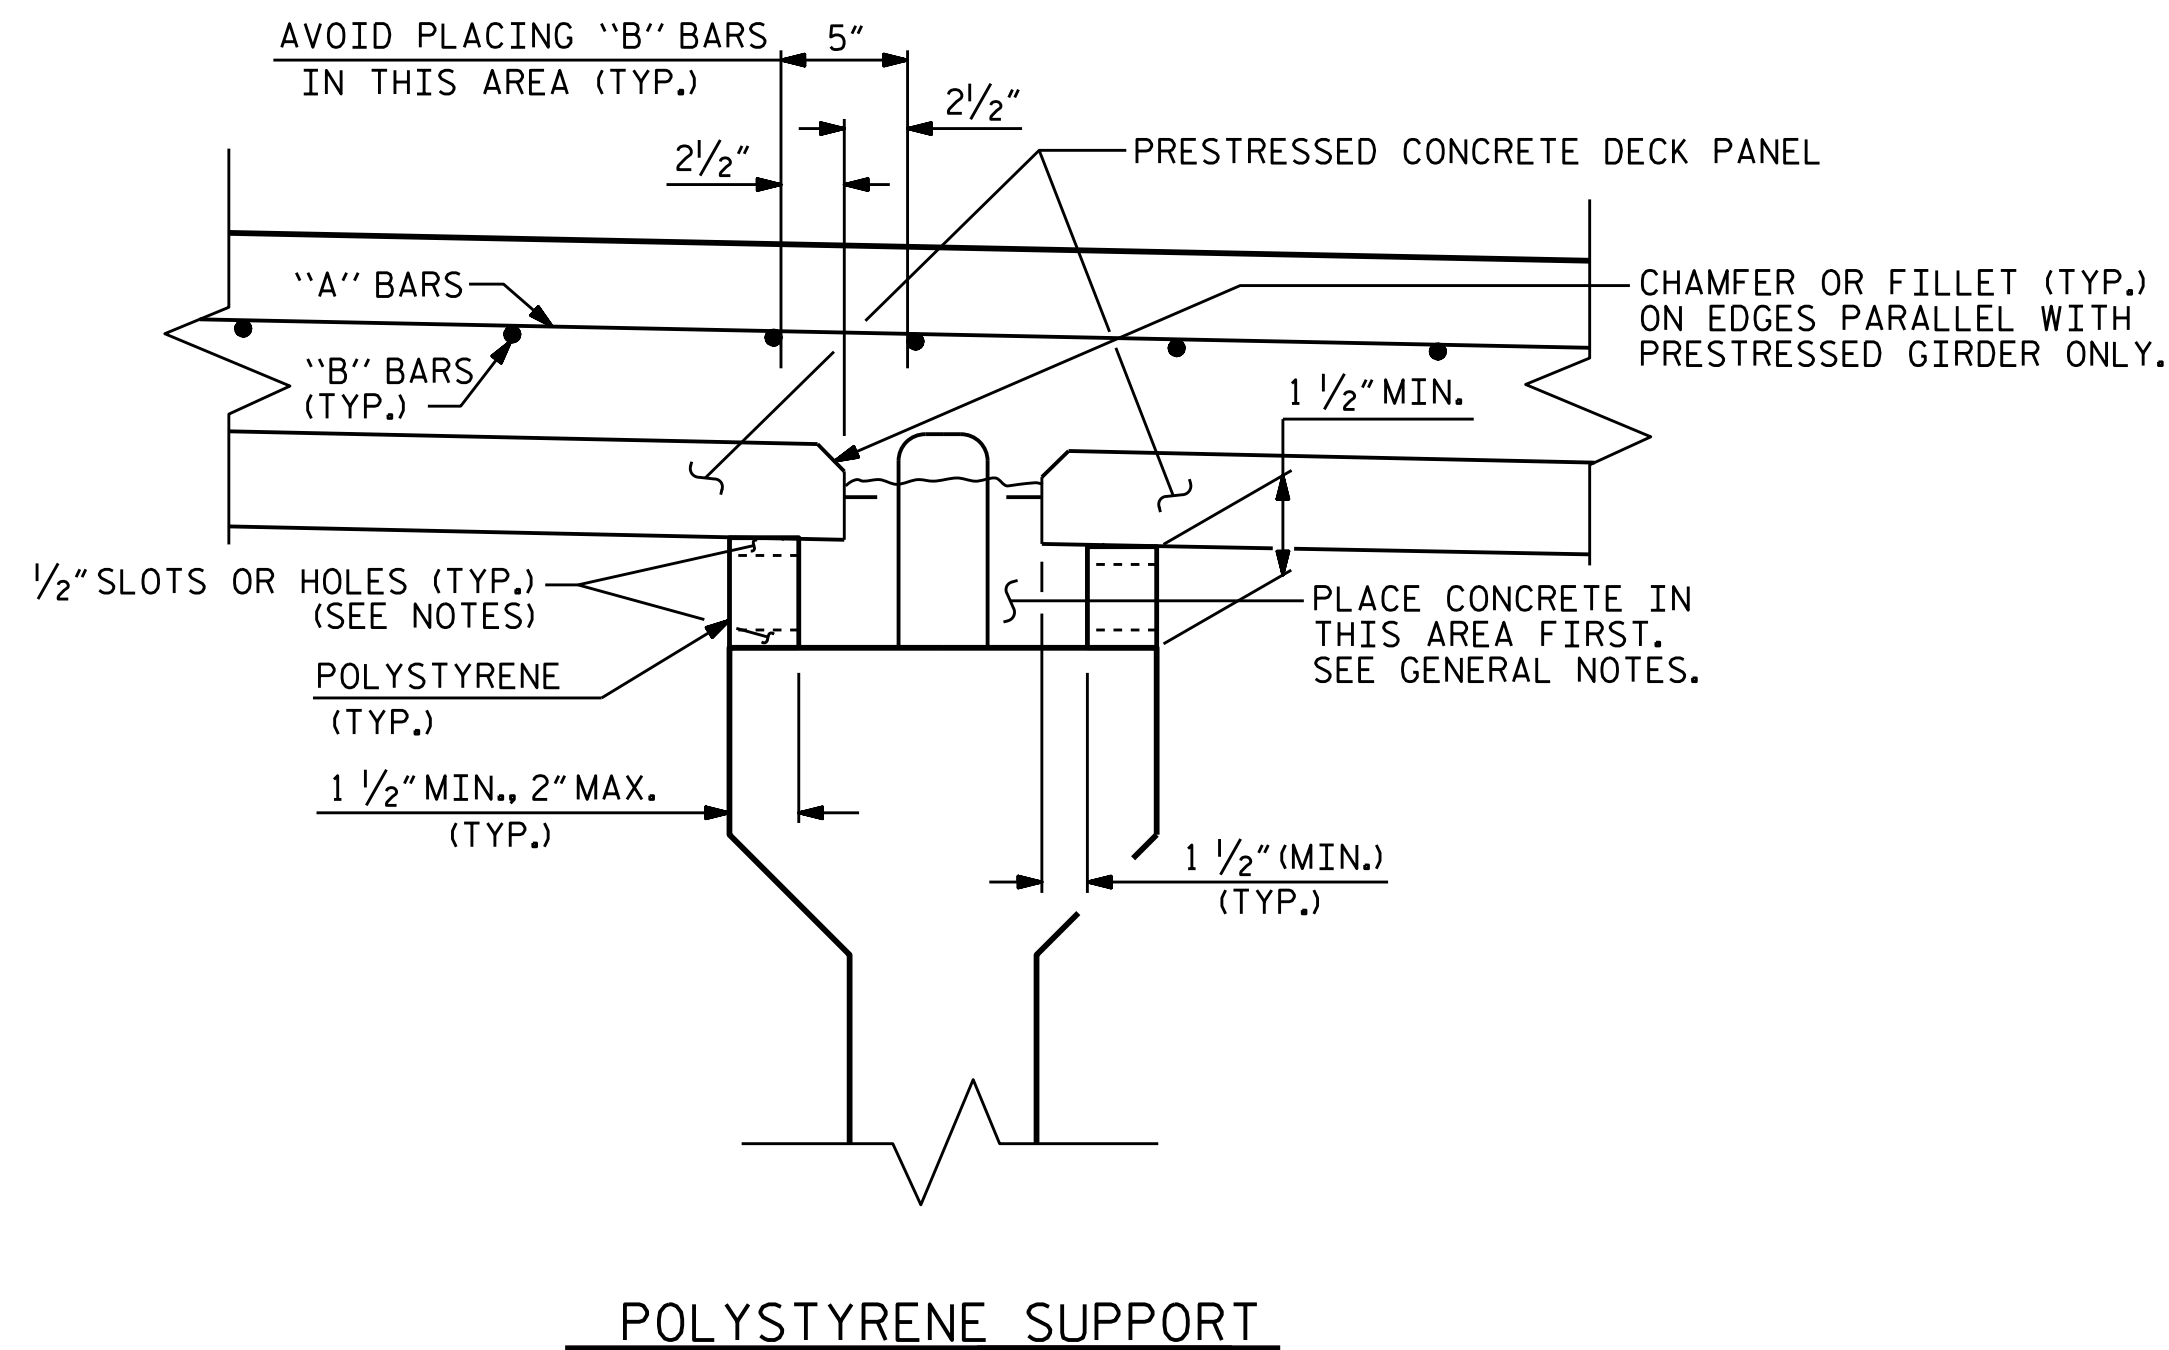 AVOID PLACING "B" BARS
IN THIS AREA (TYP.)
5"
2½"
2½"
PRESTRESSED CONCRETE DECK PANEL
"A" BARS
"B" BARS
(TYP.)
CHAMFER OR FILLET (TYP.)
ON EDGES PARALLEL WITH
PRESTRESSED GIRDER ONLY.
1 ½" MIN.
½" SLOTS OR HOLES (TYP.)
(SEE NOTES)
PLACE CONCRETE IN
THIS AREA FIRST.
SEE GENERAL NOTES.
POLYSTYRENE
(TYP.)
1 ½" MIN., 2" MAX.
(TYP.)
1 ½" (MIN.)
(TYP.)
POLYSTYRENE SUPPORT